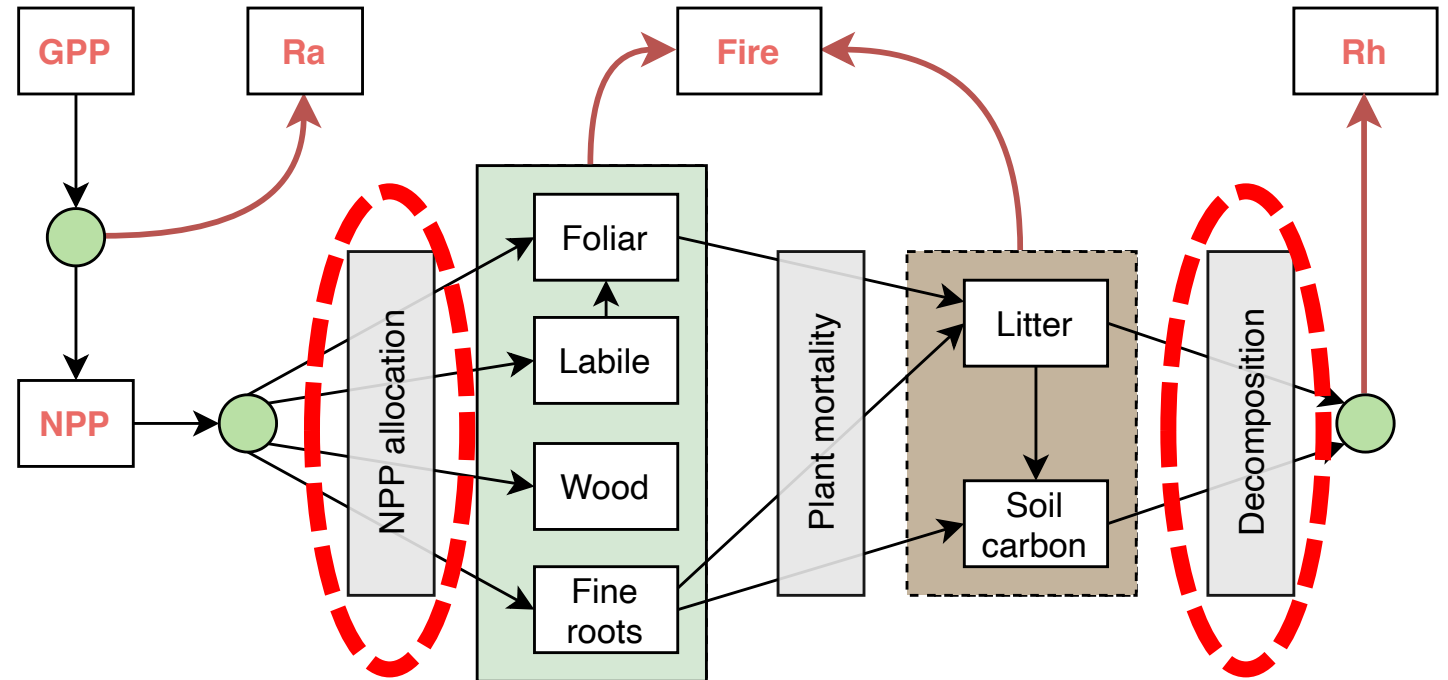 GPP
Ra
Fire
Rh
NPP
NPP allocation
Foliar
Labile
Wood
Fine
roots
Plant mortality
Litter
Soil
carbon
Decomposition